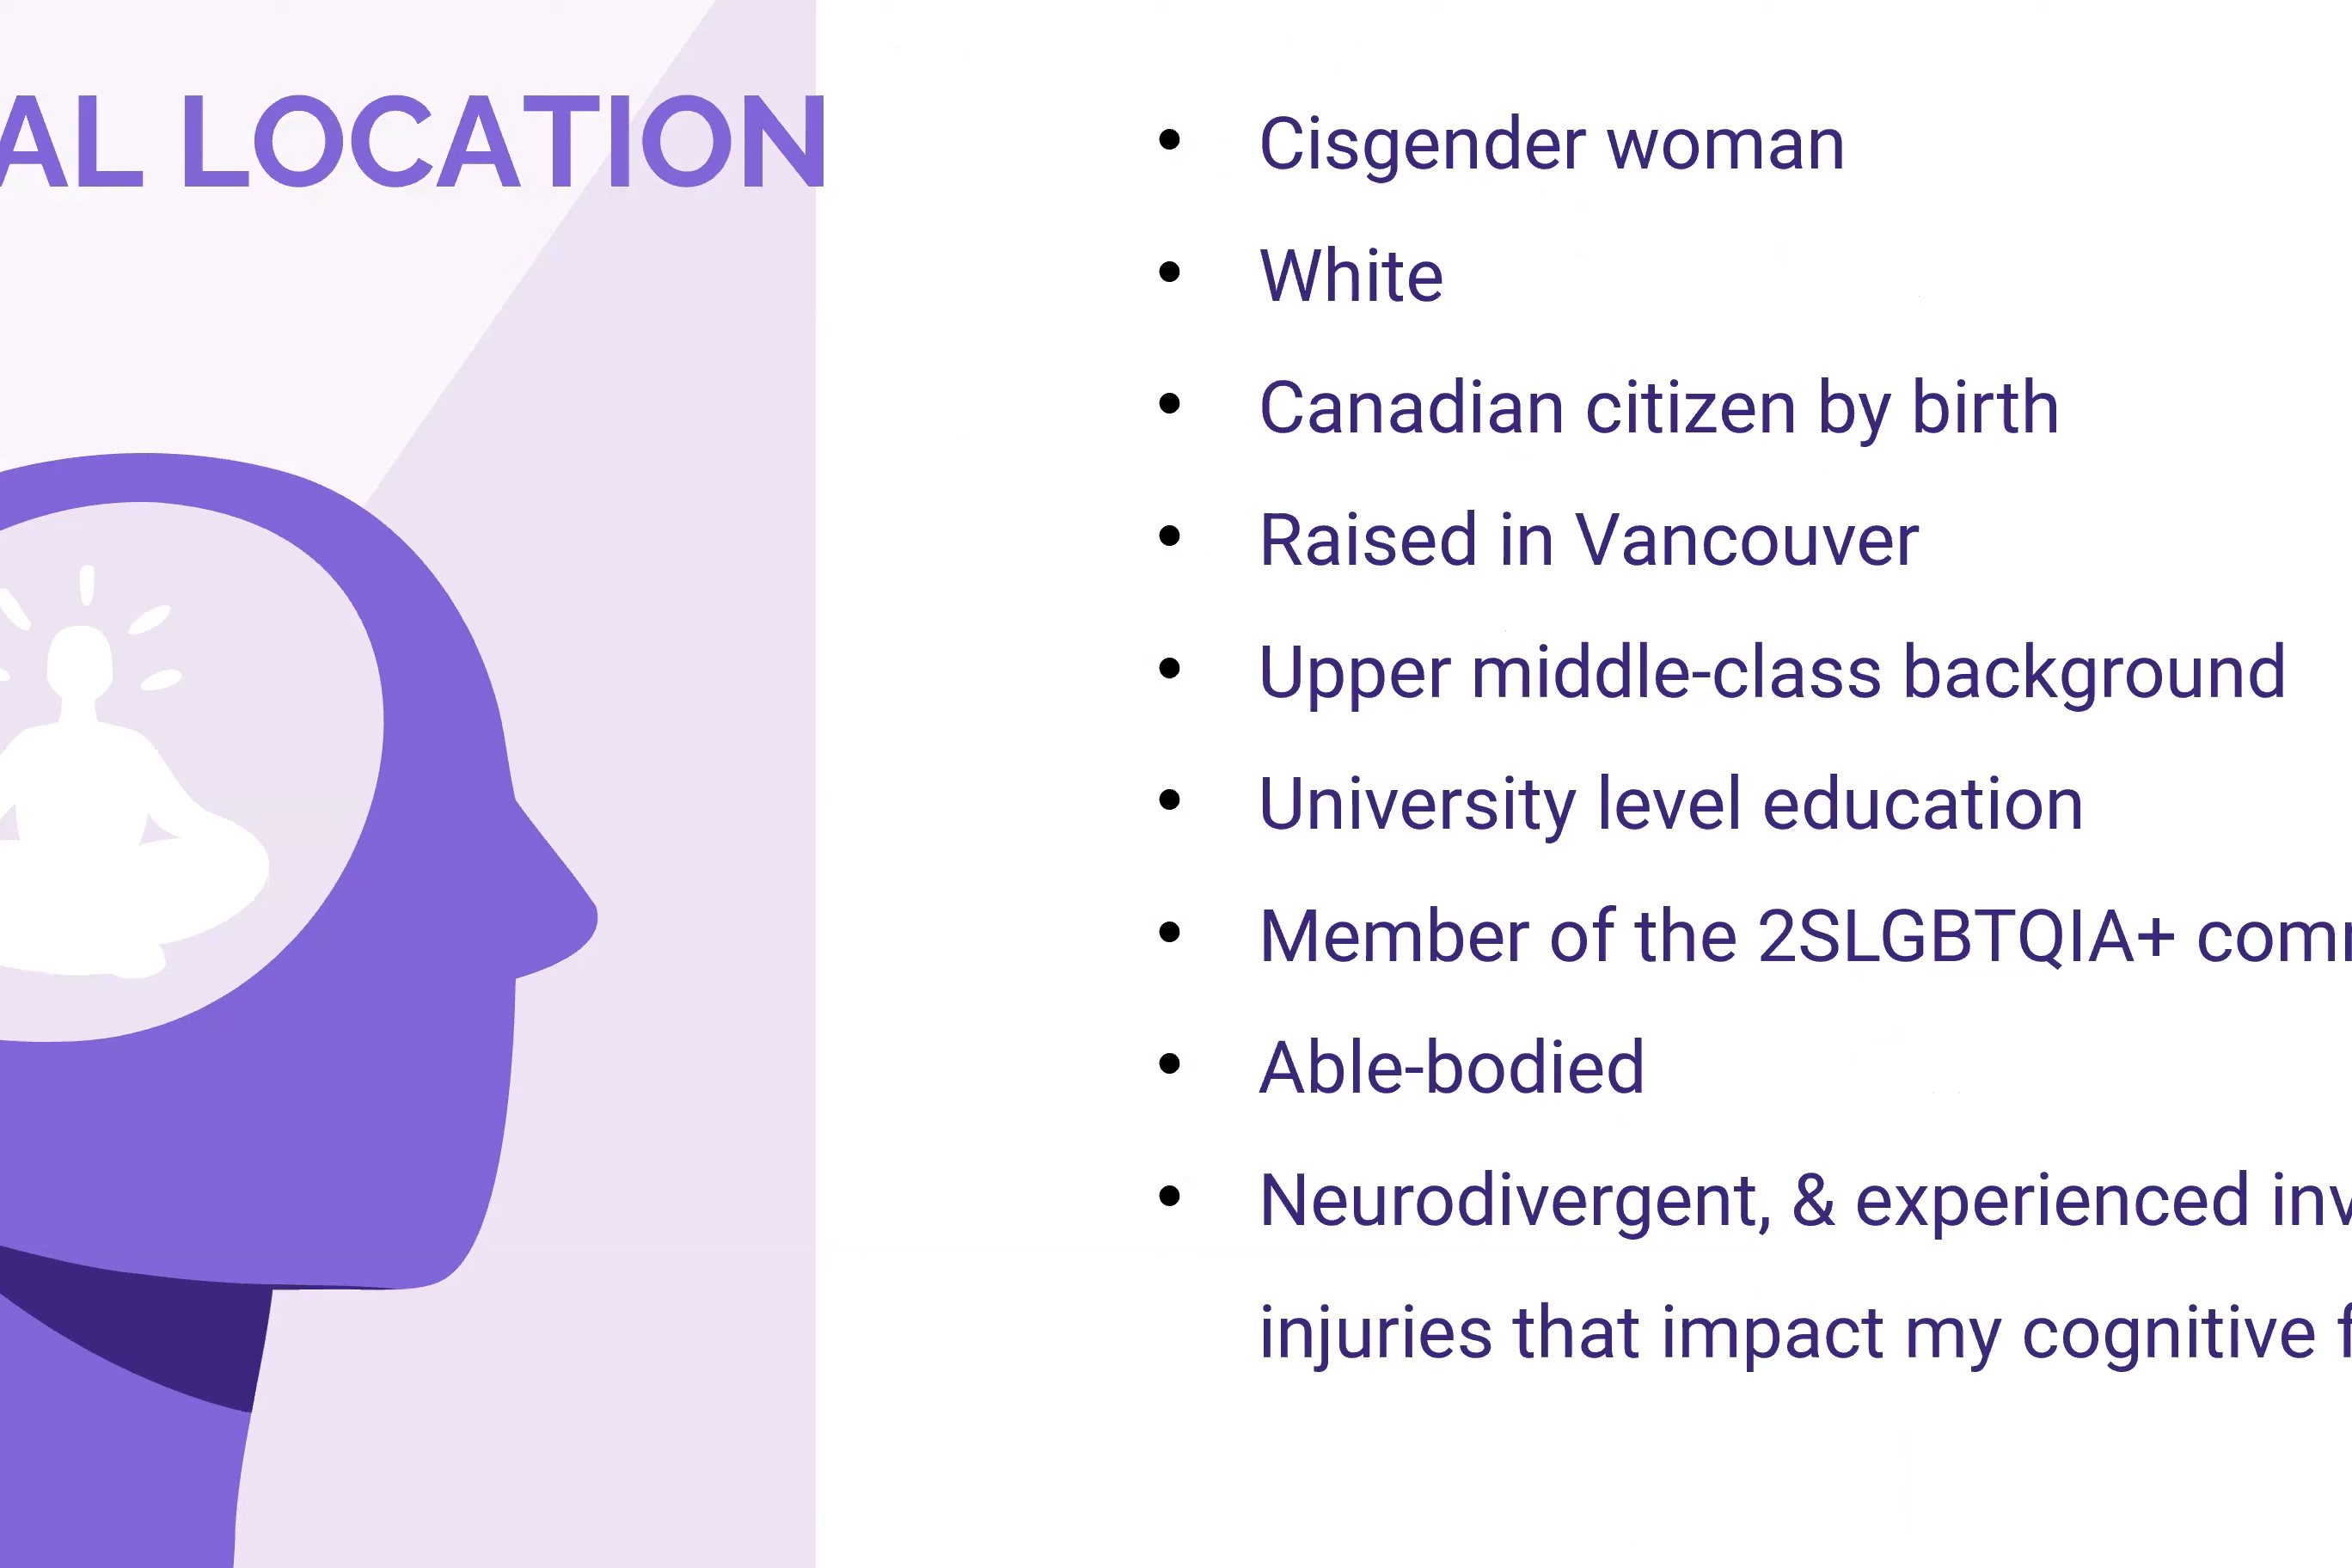 AL LOCATION
• Cisgender woman
• White
• Canadian citizen by birth
• Raised in Vancouver
• Upper middle-class background
• University level education
• Member of the 2SLGBTQIA+
• Able-bodied
• Neurodivergent, & experienced
injuries that impact my cognitive